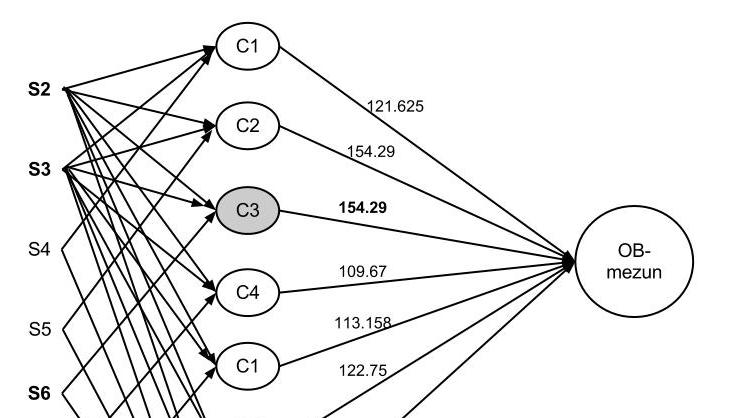 C1
S2
121.625
C2
154.29
S3
C3
154.29
S4
OB-
mezun
109.67
C4
113.158
S5
C1
122.75
S6